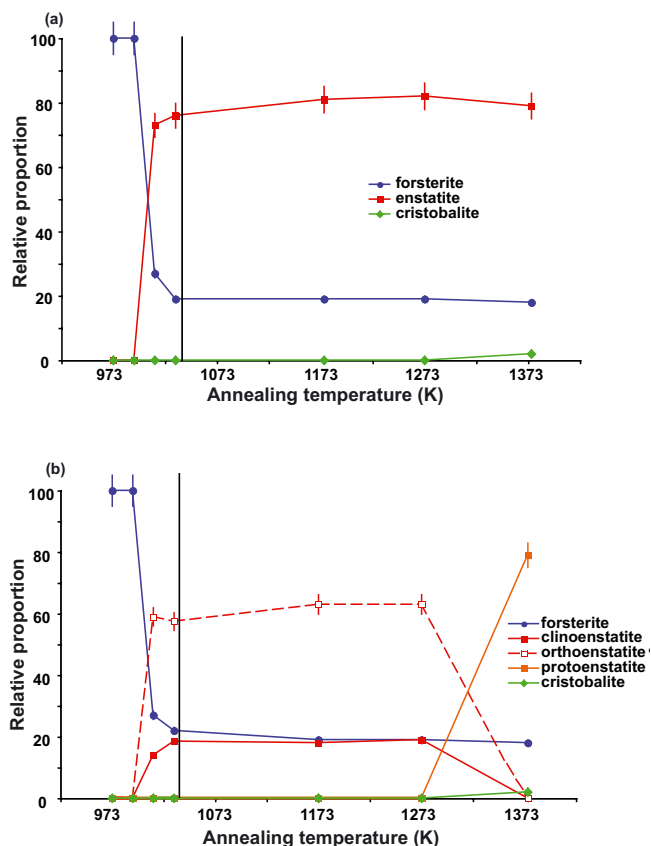 (a)
100
80
60
40
20
0
Relative proportion
forsterite
enstatite
cristobalite
973 1073 1173 1273 1373
Annealing temperature (K)
(b)
100
80
60
40
20
0
Relative proportion
forsterite
clinoenstatite
orthoenstatite
protoenstatite
cristobalite
973 1073 1173 1273 1373
Annealing temperature (K)